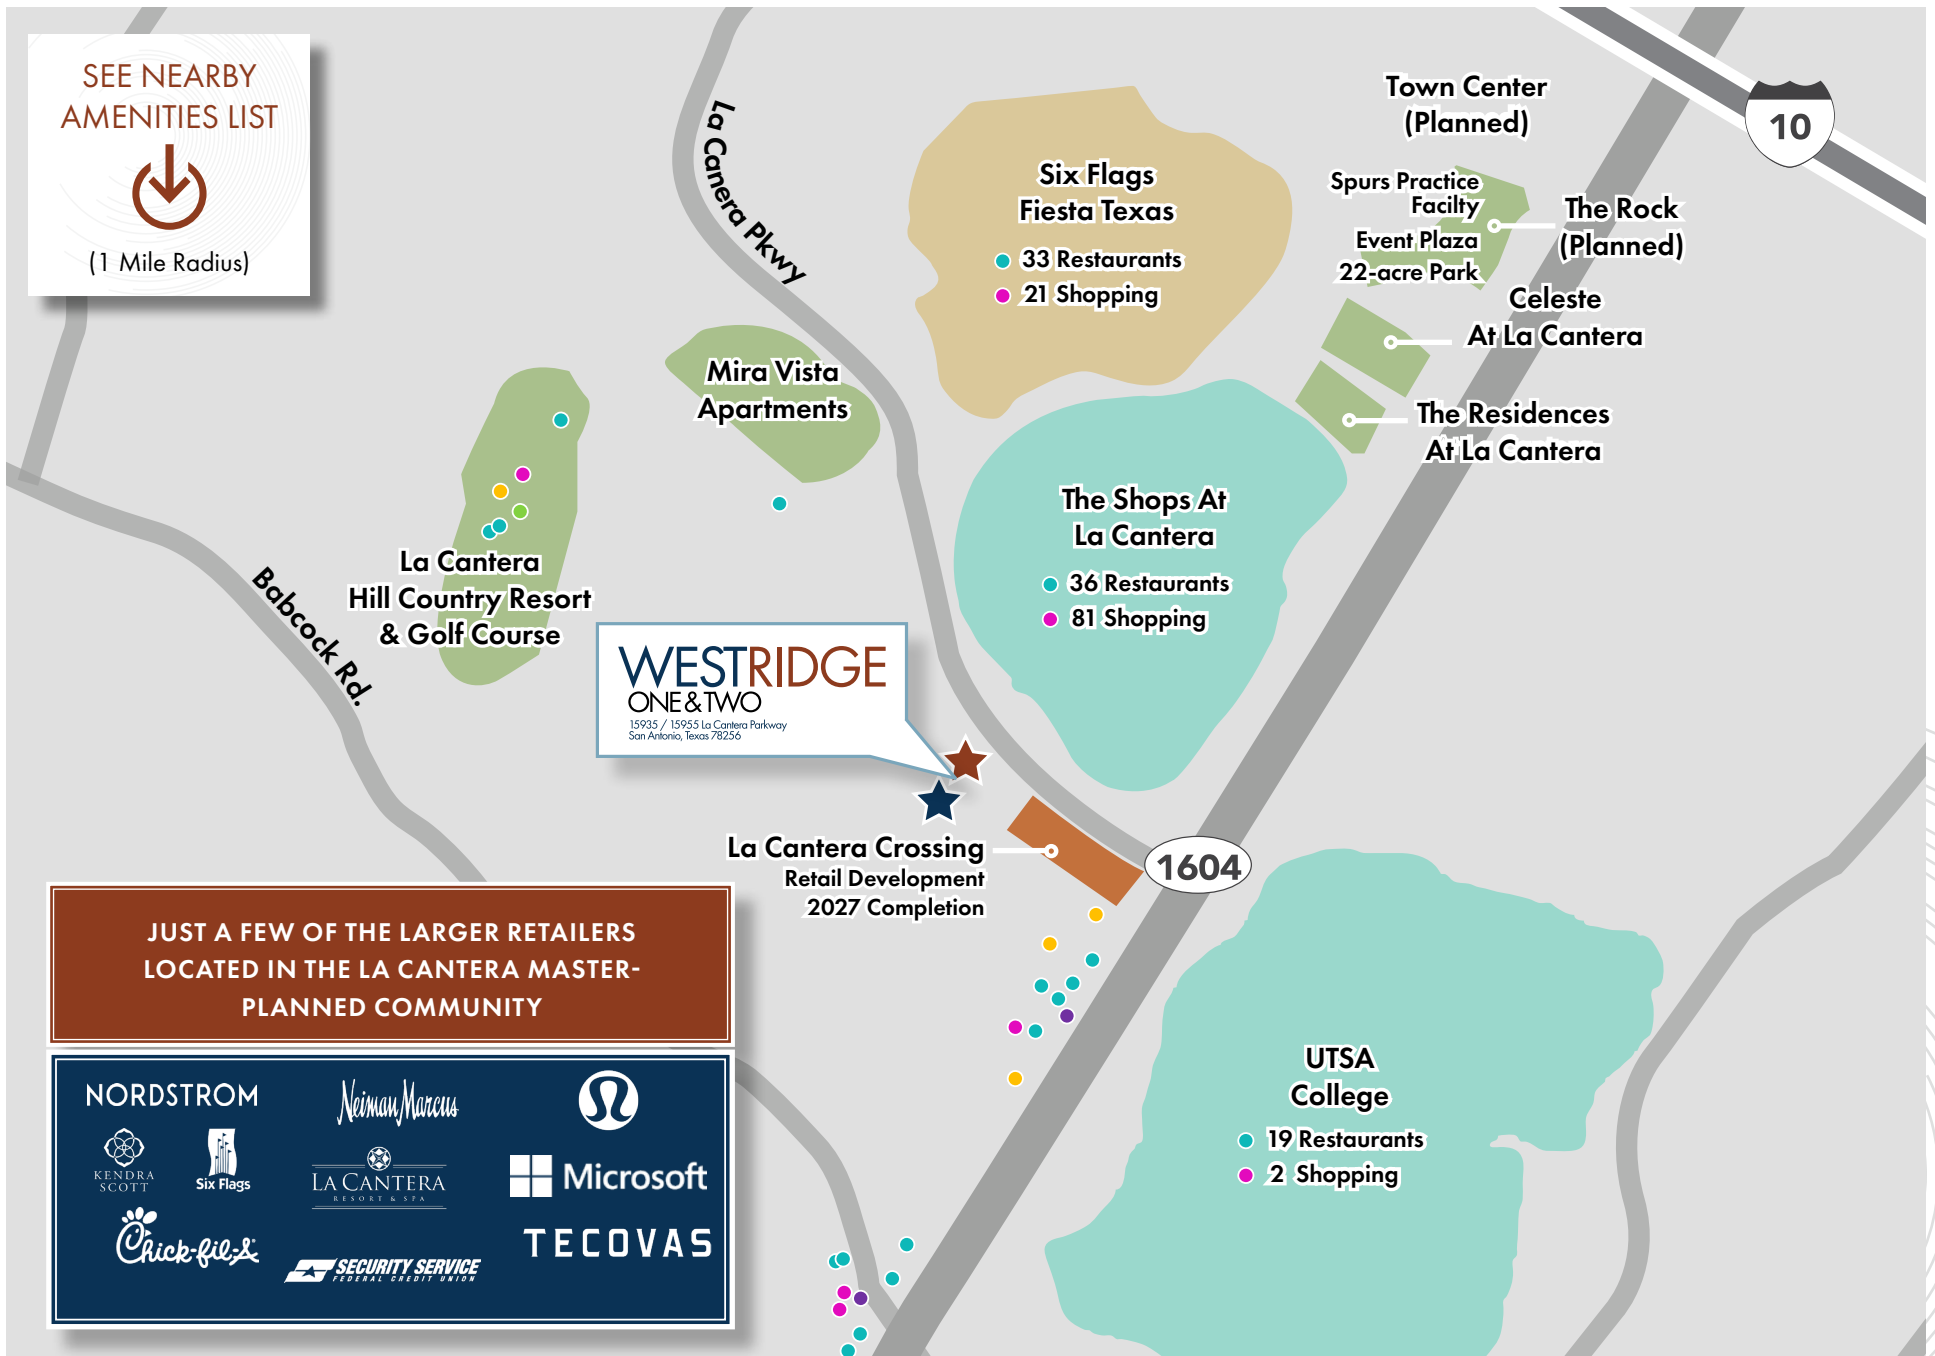 SEE NEARBY
AMENITIES LIST
(1 Mile Radius)
La Canera Pkwy
Six Flags
Fiesta Texas
33 Restaurants
21 Shopping
Town Center
(Planned)
10
Spurs Practice
Facilty
Event Plaza
22-acre Park
The Rock
(Planned)
Celeste
At La Cantera
The Residences
At La Cantera
Mira Vista
Apartments
La Cantera
Hill Country Resort
& Golf Course
Babcock Rd.
The Shops At
La Cantera
36 Restaurants
81 Shopping
WESTRIDGE
ONE & TWO
15935 / 15955 La Cantera Parkway
San Antonio, Texas 78256
La Cantera Crossing
Retail Development
2027 Completion
1604
UTSA
College
19 Restaurants
2 Shopping
JUST A FEW OF THE LARGER RETAILERS
LOCATED IN THE LA CANTERA MASTER-
PLANNED COMMUNITY
NORDSTROM
Neiman Marcus
KENDRA
SCOTT
Six Flags
LA CANTERA
RESORT & SPA
Microsoft
Chick-fil-A
SECURITY SERVICE
FEDERAL CREDIT UNION
TECOVAS